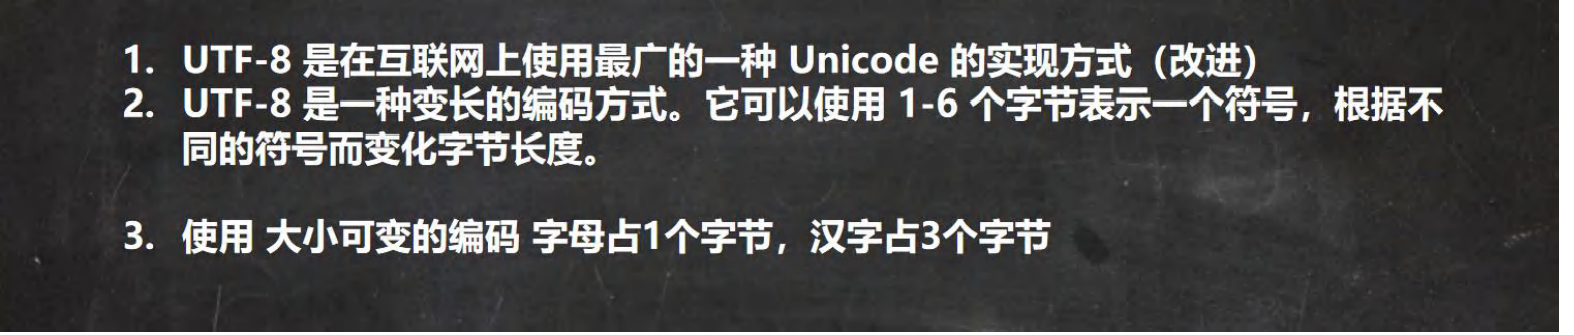 1. UTF-8 是在互联网上使用最广的一种 Unicode 的实现方式（改进）
2. UTF-8 是一种变长的编码方式。它可以使用 1-6 个字节表示一个符号，根据不
同的符号而变化字节长度。
3. 使用 大小可变的编码 字母占1个字节，汉字占3个字节